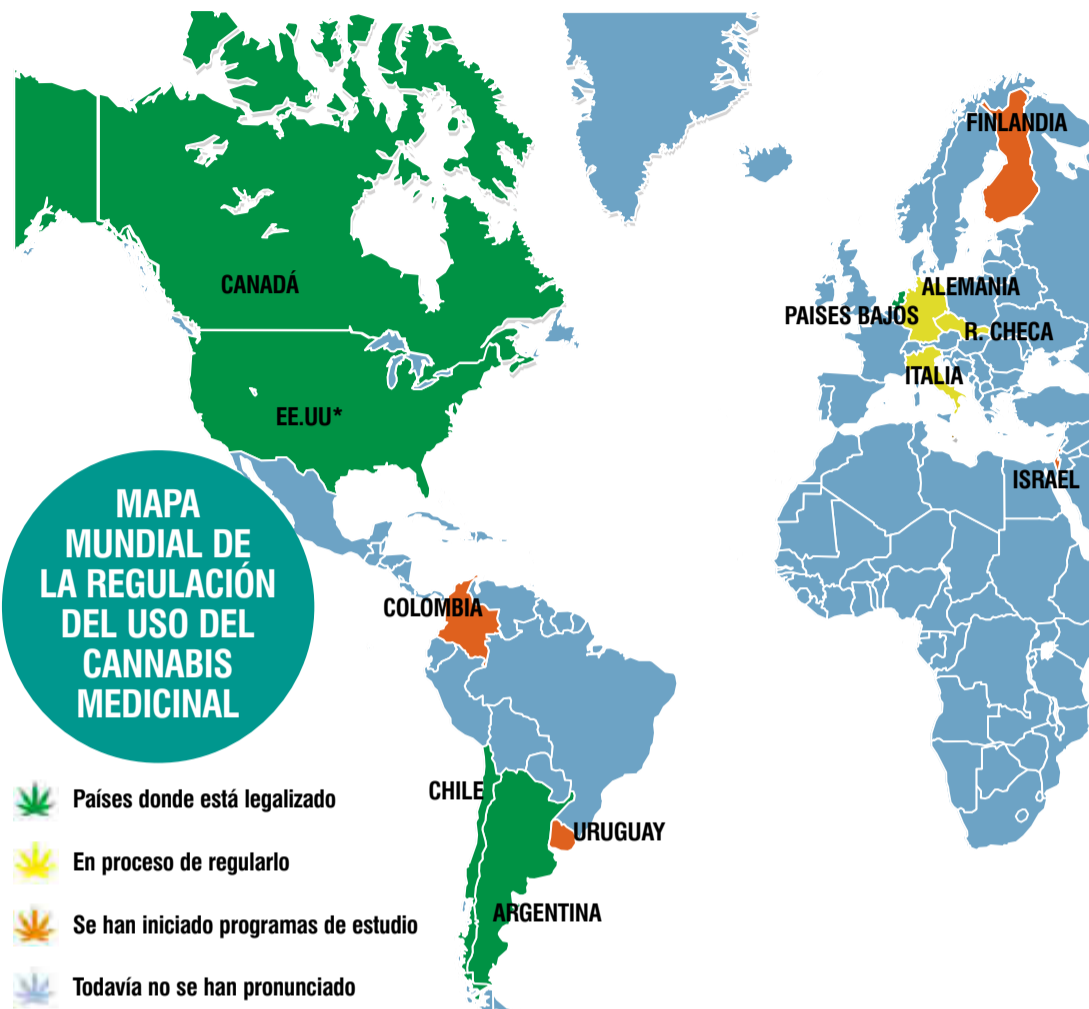 FINLANDIA
CANADÁ
ALEMANIA
PAISES BAJOS
R. CHECA
ITALIA
EE.UU*
ISRAEL
MAPA
MUNDIAL DE
LA REGULACIÓN
DEL USO DEL
CANNABIS
MEDICINAL
COLOMBIA
CHILE
URUGUAY
ARGENTINA
Países donde está legalizado
En proceso de regularlo
Se han iniciado programas de estudio
Todavía no se han pronunciado